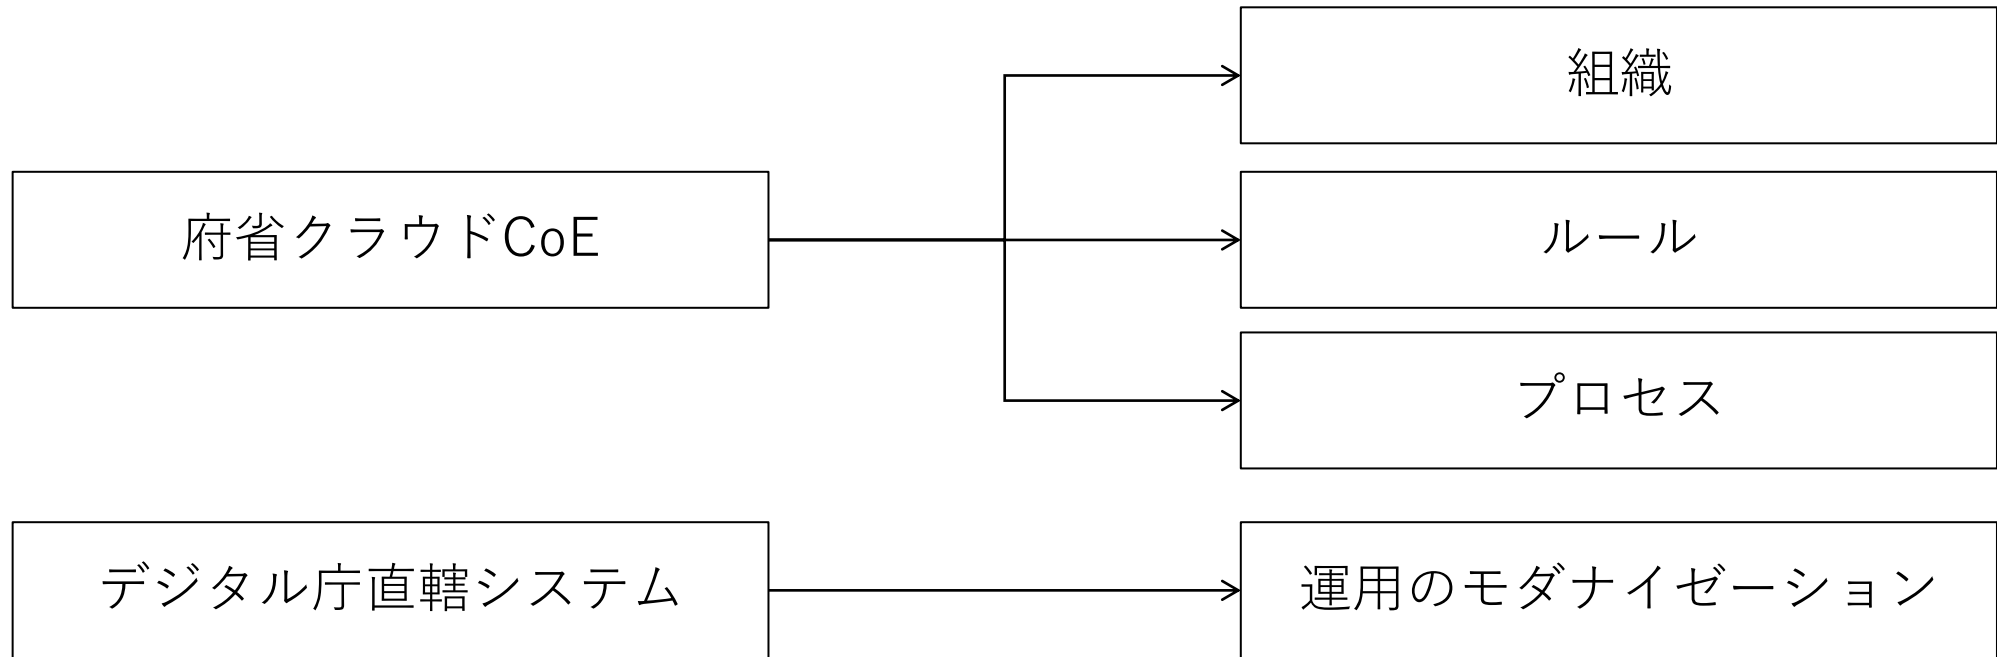 組織
府省クラウドCoE
ルール
プロセス
デジタル庁直轄システム
運用のモダナイゼーション